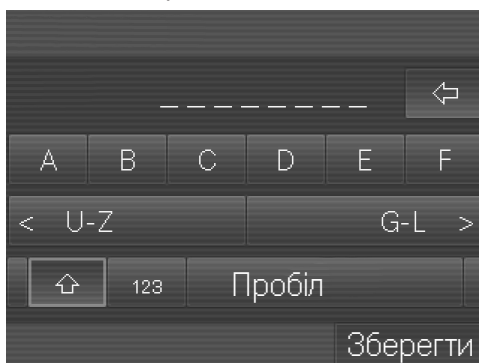 _ _ _ _ _ _ _ _ _
A B C D E F
< U-Z G-L >
123 Пробіл
Зберегти